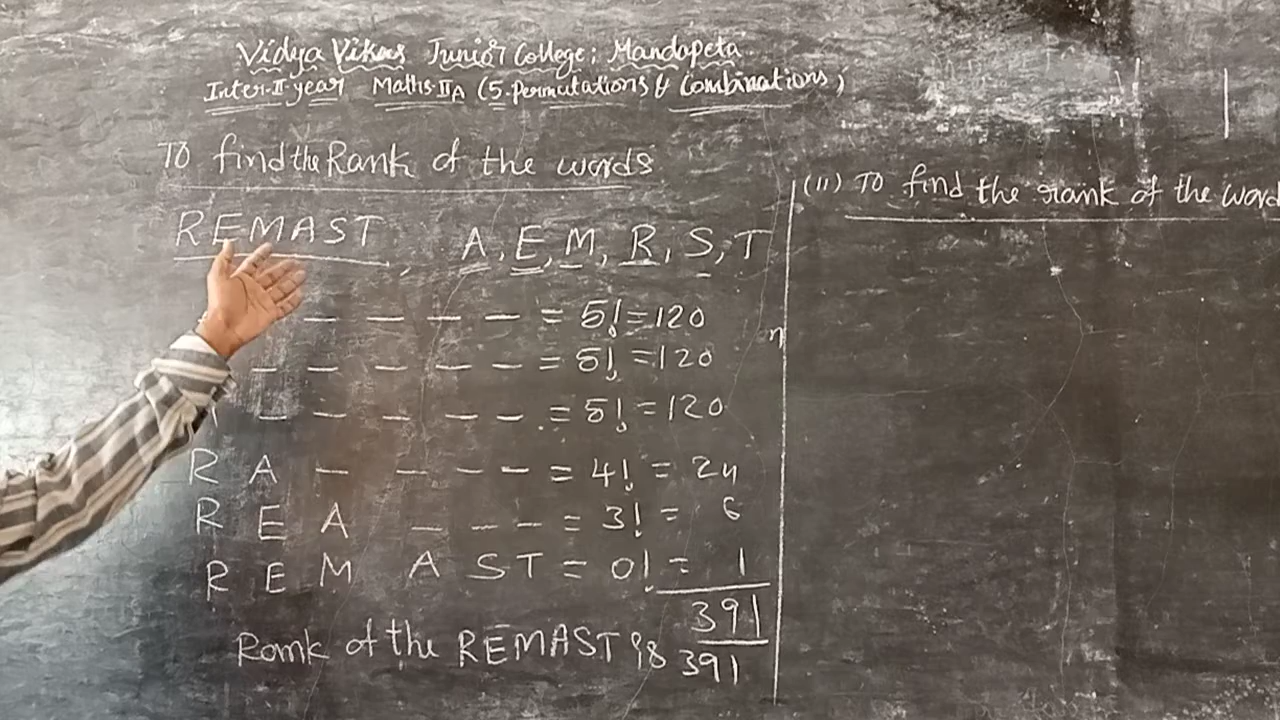 Vidya Vikas Junior College; Mandapeta
Inter-II-year Maths-IIA (5. Permutations & Combinations)
TO find the Rank of the words
REMAST, A, E, M, R, S, T
_ _ _ _ = 5! = 120
_ _ _ _ _ = 5! = 120
_ _ _ _ _ = 5! = 120
R A _ _ _ _ = 4! = 24
R E A _ _ _ = 3! = 6
R E M A S T = 0! = 1
391
Rank of the REMAST is 391
(11) TO find the rank of the word